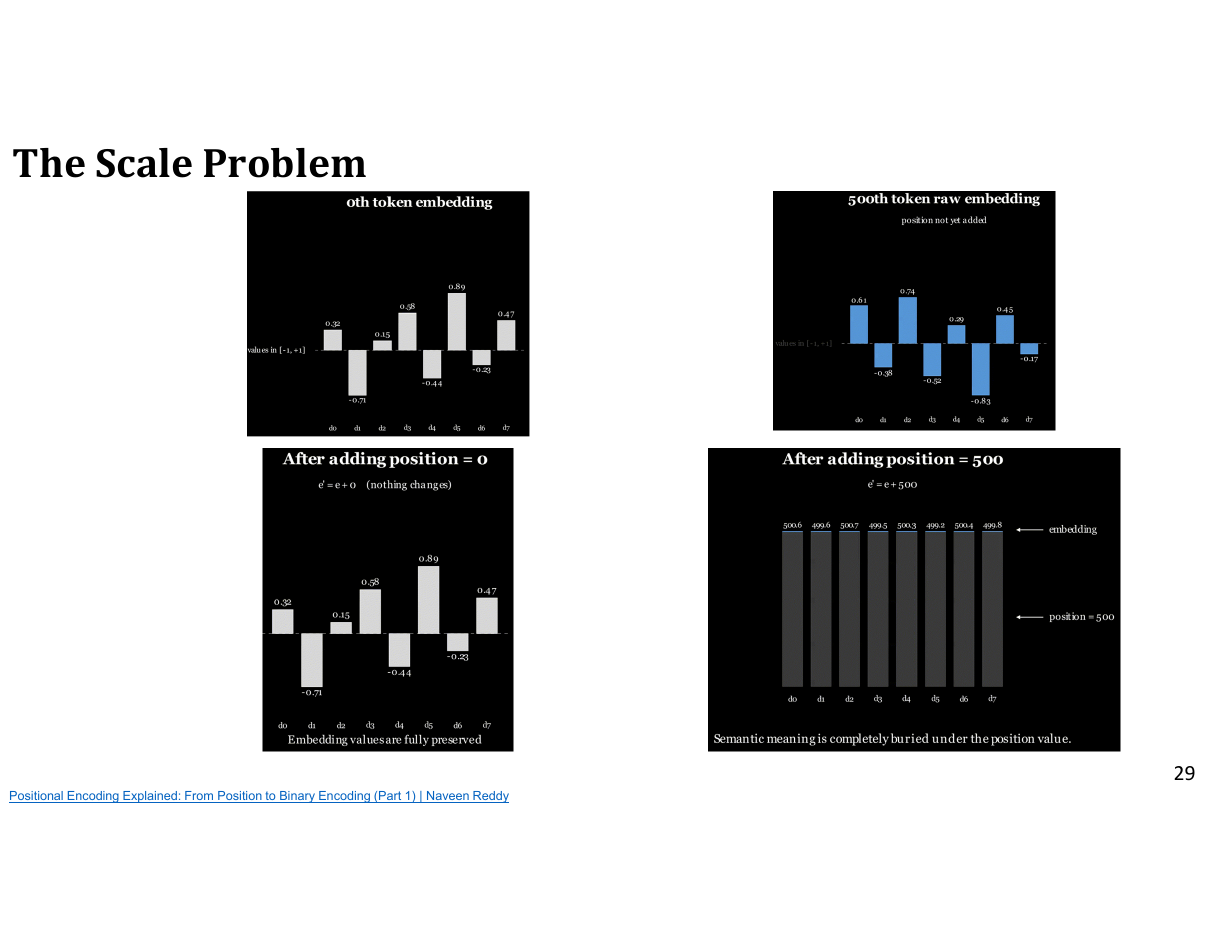 The Scale Problem
0th token embedding
0.32
-0.71
0.15
0.58
-0.44
0.89
-0.23
0.47
values in [-1, +1]
d0 d1 d2 d3 d4 d5 d6 d7
500th token raw embedding
position not yet added
0.61
-0.38
0.74
-0.52
0.29
-0.83
0.45
-0.17
values in [-1, +1]
d0 d1 d2 d3 d4 d5 d6 d7
After adding position = 0
e' = e + 0 (nothing changes)
0.32
-0.71
0.15
0.58
-0.44
0.89
-0.23
0.47
d0 d1 d2 d3 d4 d5 d6 d7
Embedding values are fully preserved
After adding position = 500
e' = e + 500
500.6 499.6 500.7 499.5 500.3 499.2 500.4 499.8
embedding
position = 500
d0 d1 d2 d3 d4 d5 d6 d7
Semantic meaning is completely buried under the position value.
29
Positional Encoding Explained: From Position to Binary Encoding (Part 1) | Naveen Reddy